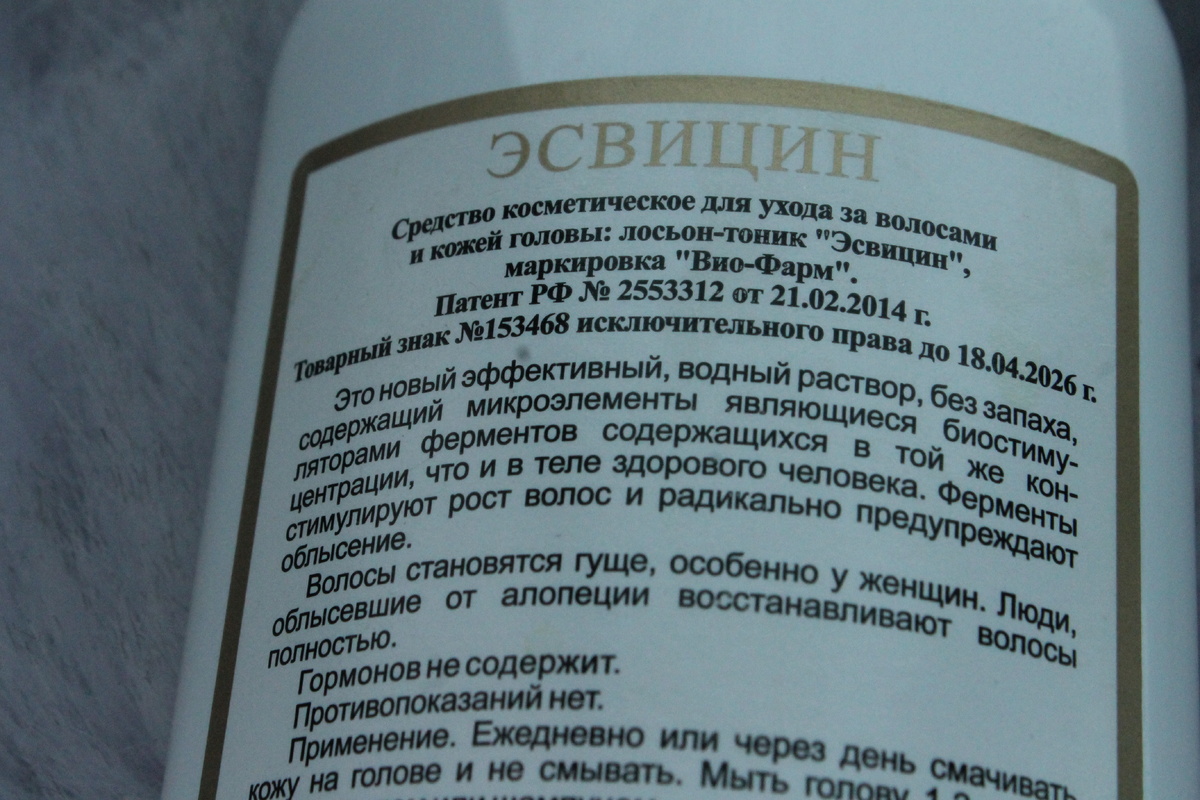 ЭСВИЦИН
Средство косметическое для ухода за волосами
и кожей головы: лосьон-тоник "Эсвицин",
маркировка "Вио-Фарм".
Патент РФ № 2553312 от 21.02.2014 г.
Товарный знак №153468 исключительного права до 18.04.2026 г.
Это новый эффективный, водный раствор, без запаха,
содержащий микроэлементы являющиеся биостиму-
ляторами ферментов содержащихся в той же кон-
центрации, что и в теле здорового человека. Ферменты
стимулируют рост волос и радикально предупреждают
облысение.
Волосы становятся гуще, особенно у женщин. Люди,
облысевшие от алопеции восстанавливают волосы
полностью.
Гормонов не содержит.
Противопоказаний нет.
Применение. Ежедневно или через день смачивать
кожу на голове и не смывать. Мыть голову